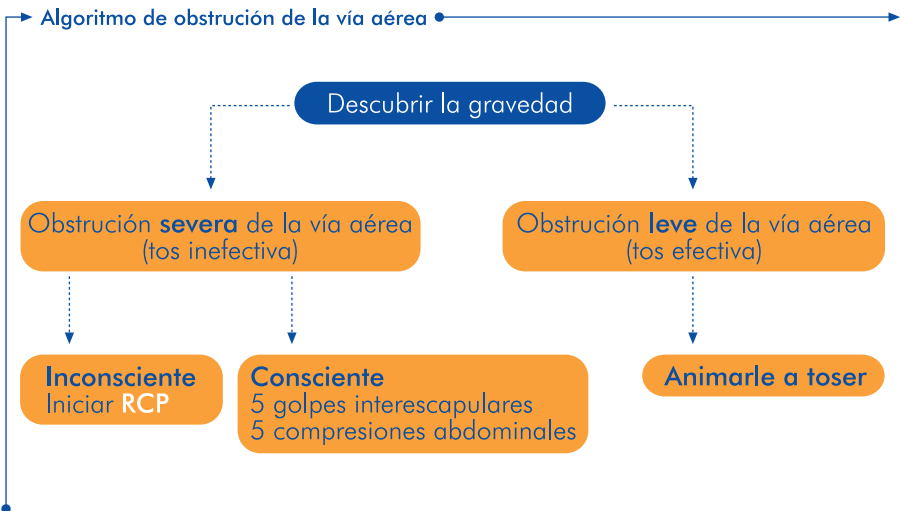 Algoritmo de obstrucción de la vía aérea
Descubrir la gravedad
Obstrución severa de la vía aérea
(tos inefectiva)
Obstrución leve de la vía aérea
(tos efectiva)
Inconsciente
Iniciar RCP
Consciente
5 golpes interescapulares
5 compresiones abdominales
Animarle a toser